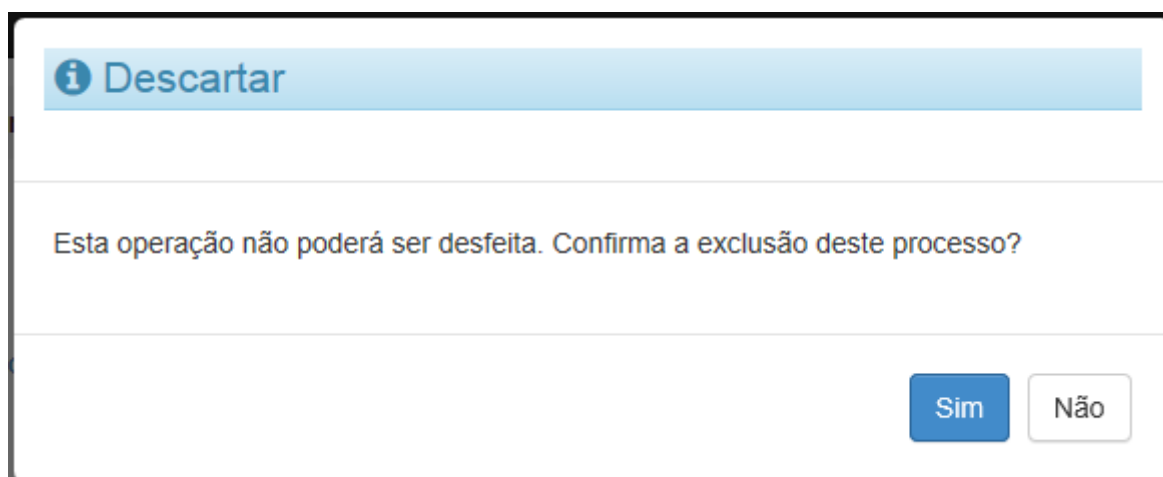 Descartar
Esta operação não poderá ser desfeita. Confirma a exclusão deste processo?
Sim
Não